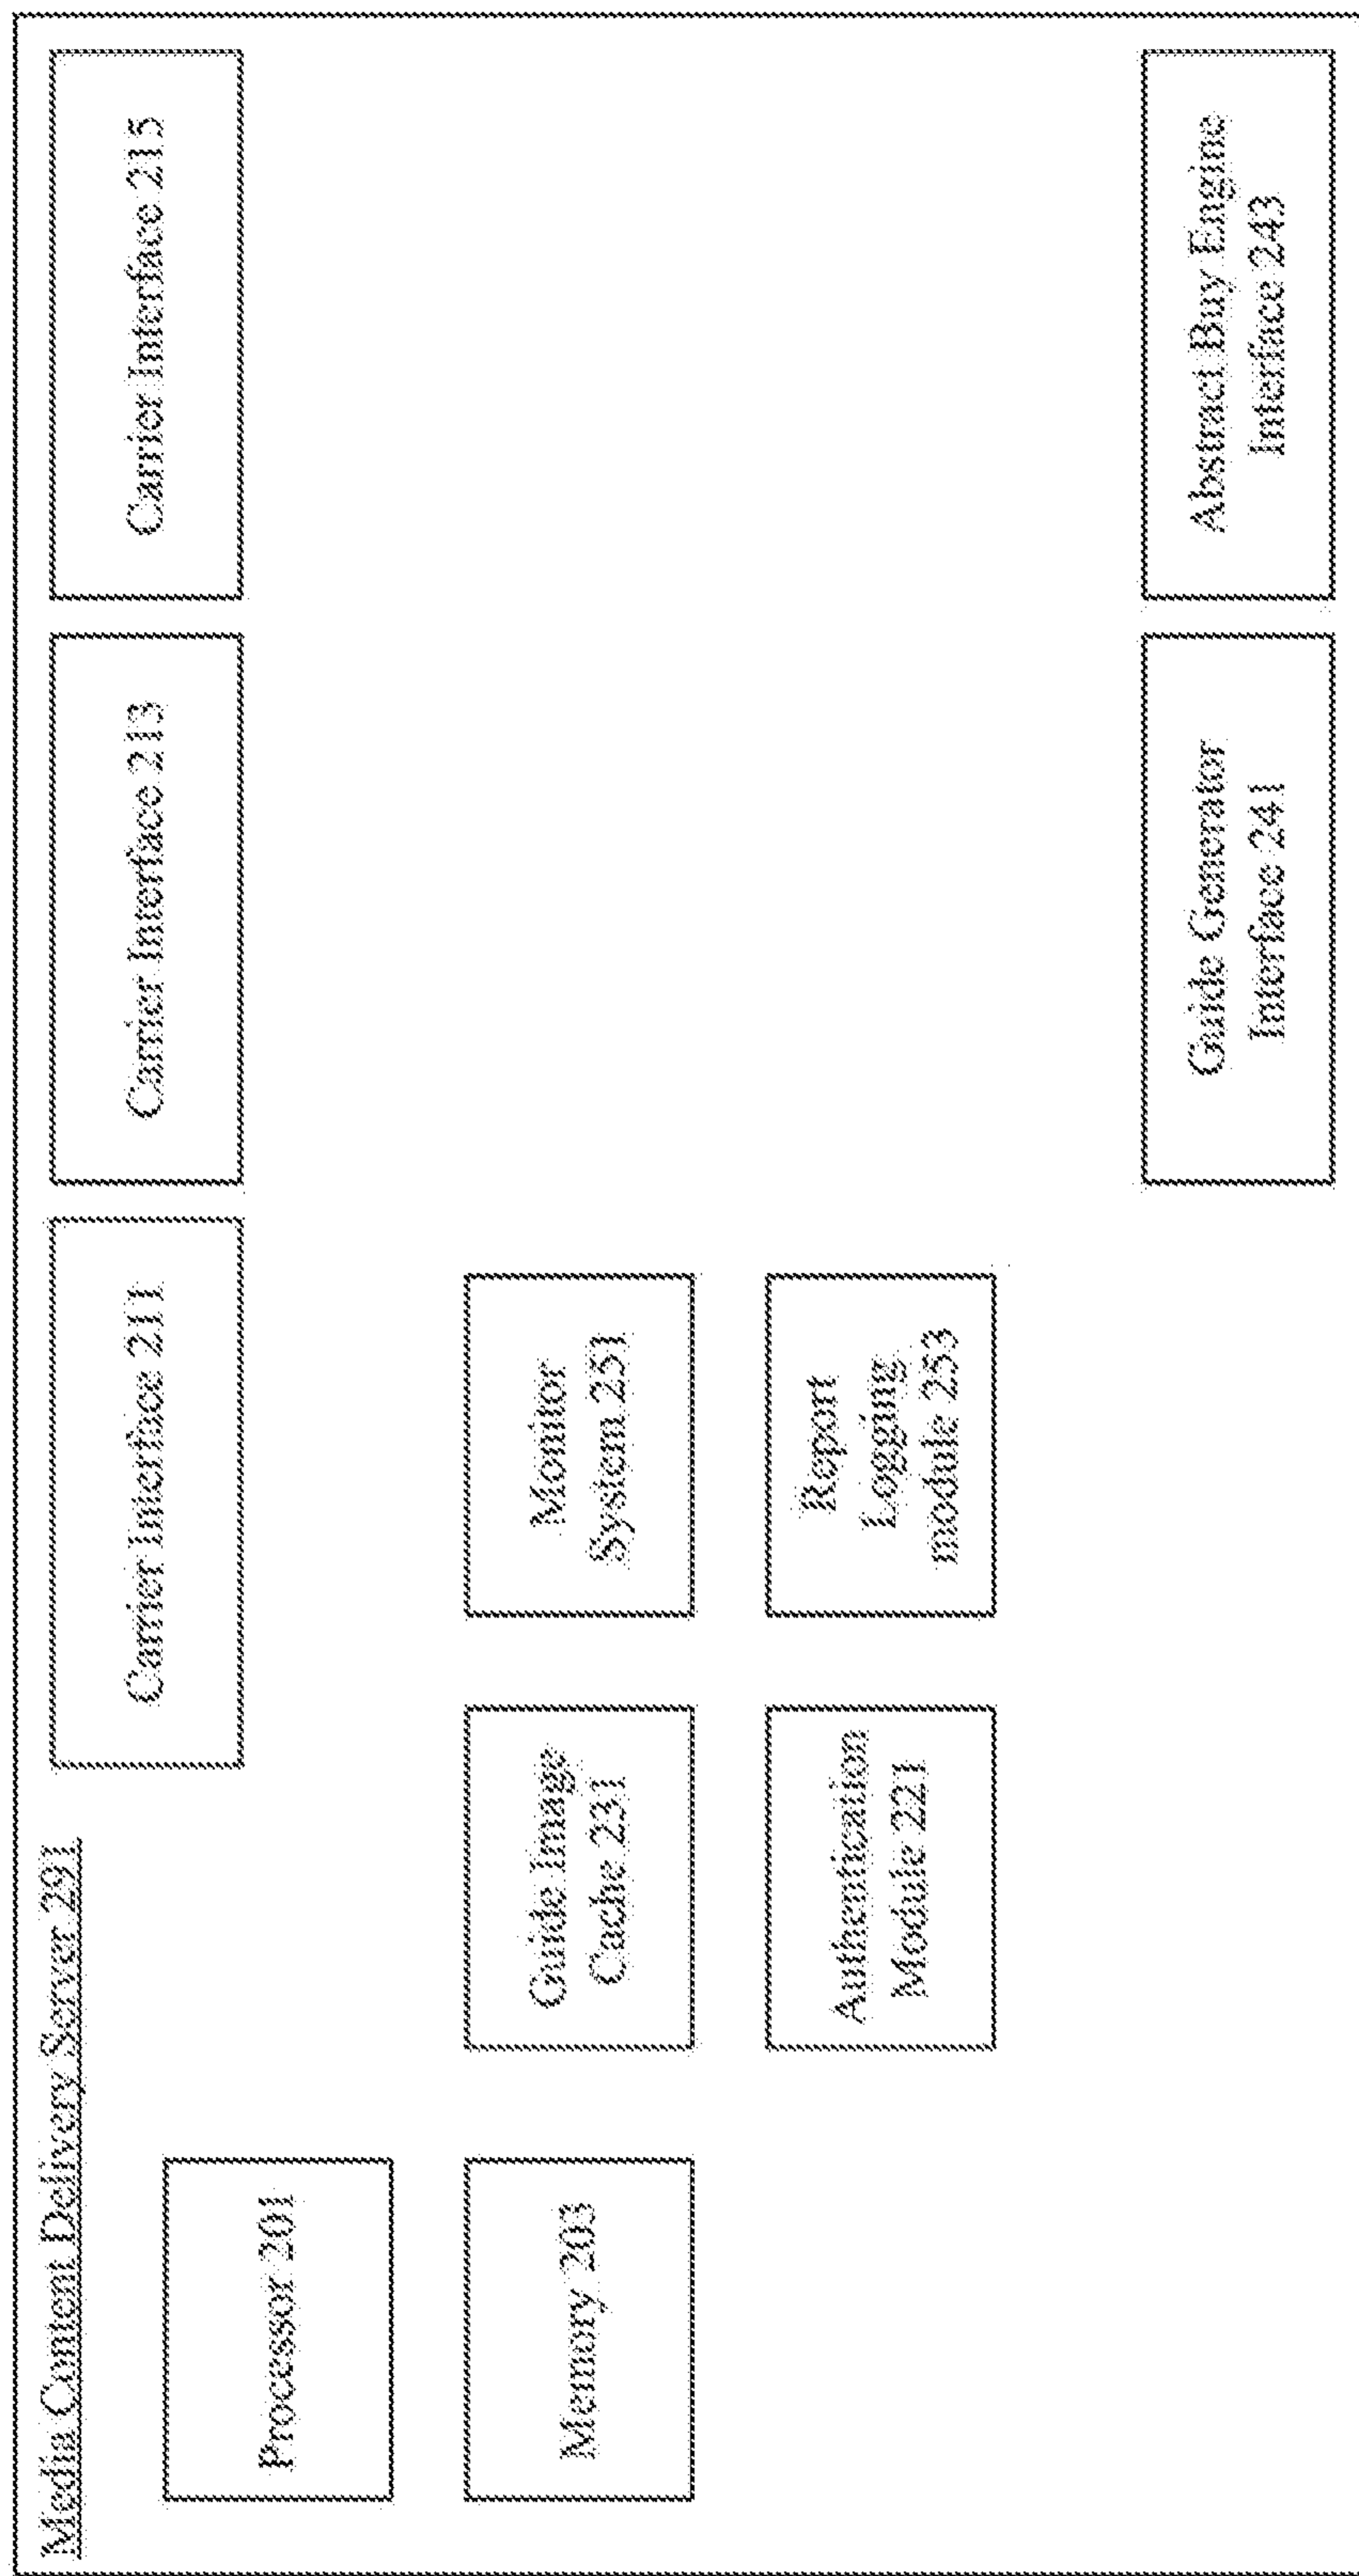 Media Content Delivery Server 291
Carrier Interface 211
Carrier Interface 213
Carrier Interface 215
Processor 201
Memory 203
Guide Image
Cache 231
Monitor
System 251
Authentication
Module 221
Report
Logging
module 253
Guide Generator
Interface 241
Abstract Buy Engine
Interface 243